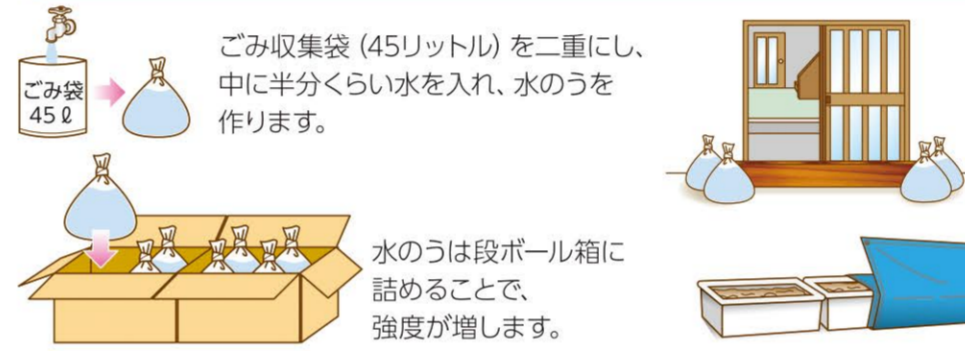 ごみ袋
45ℓ
ごみ収集袋(45リットル)を二重にし、
中に半分くらい水を入れ、水のうを
作ります。
水のうは段ボール箱に
詰めることで、
強度が増します。